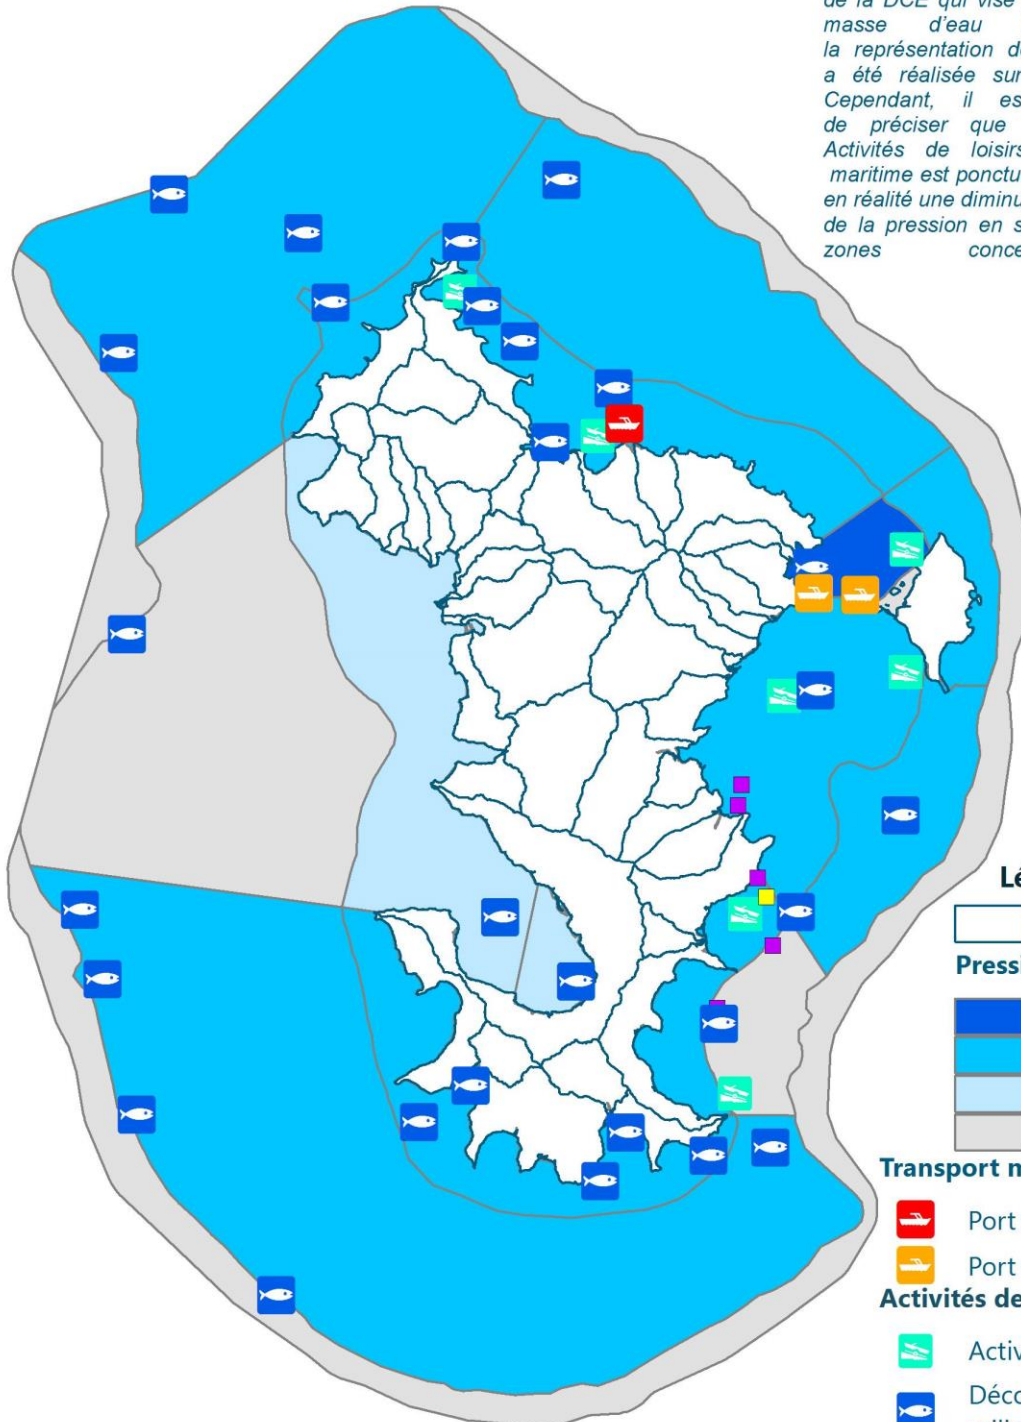 de la DCE qui vise
masse d'eau
la représentation de
a été réalisée sur
Cependant, il es
de préciser que
Activités de loisirs
maritime est ponctu
en réalité une diminu
de la pression en s
zones conce
Lé
Pressi
Transport m
Port
Port
Activités de
Activ
Déco